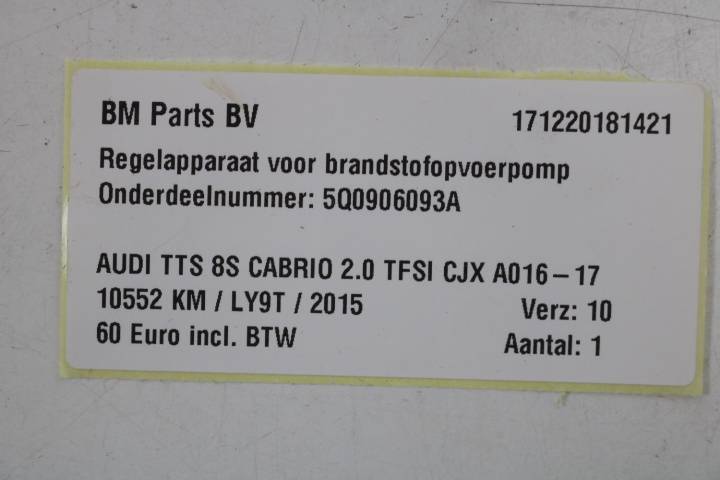 BM Parts BV 171220181421
Regelapparaat voor brandstofopvoerpomp
Onderdeelnummer: 5Q0906093A
AUDI TTS 8S CABRIO 2.0 TFSI CJX A016–17
10552 KM / LY9T / 2015 Verz: 10
60 Euro incl. BTW Aantal: 1